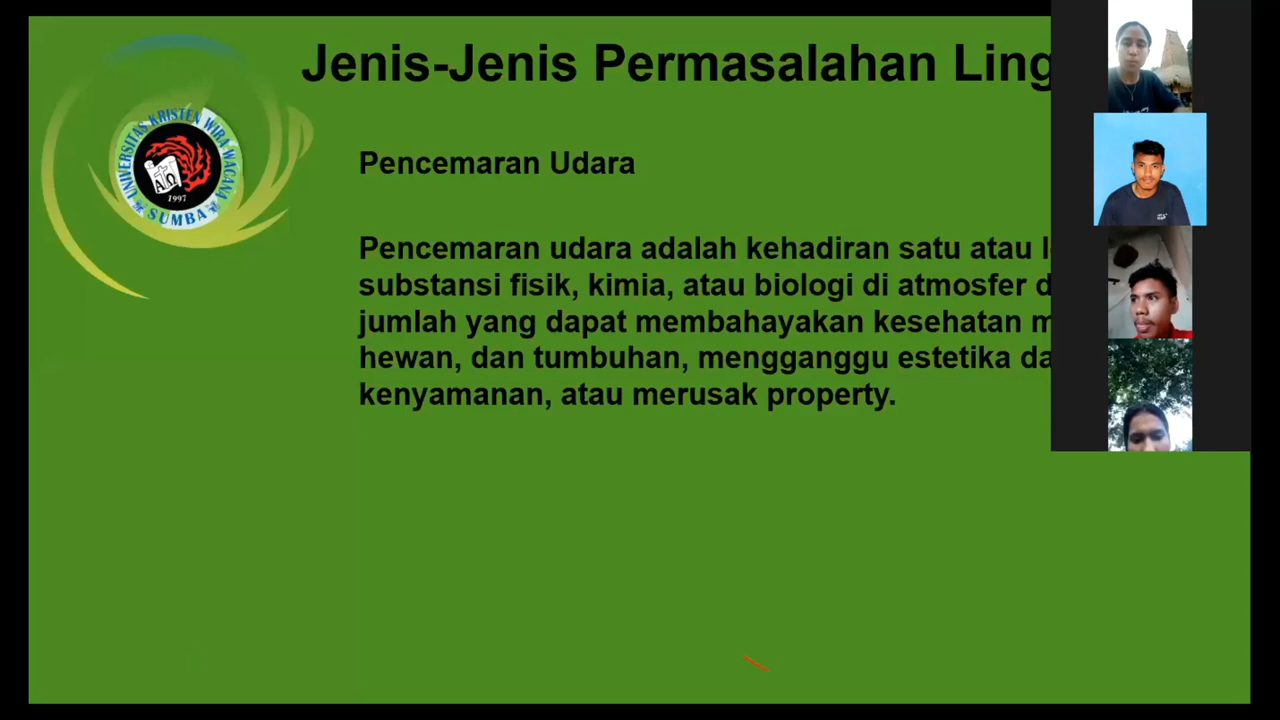 Jenis-Jenis Permasalahan Ling
UNIVERSITAS KRISTEN WIRA WACANA
SUMBA
ΑΩ
1997
Pencemaran Udara
Pencemaran udara adalah kehadiran satu atau
substansi fisik, kimia, atau biologi di atmosfer
jumlah yang dapat membahayakan kesehatan
hewan, dan tumbuhan, mengganggu estetika
kenyamanan, atau merusak property.